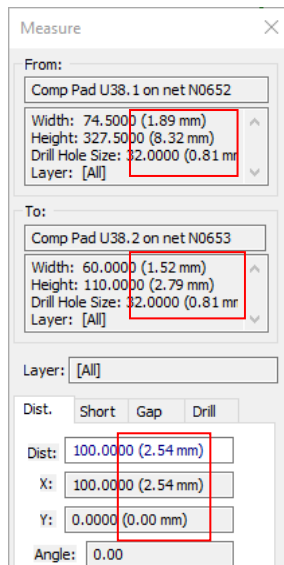 Measure
From:
Comp Pad U38.1 on net N0652
Width: 74.5000 (1.89 mm)
Height: 327.5000 (8.32 mm)
Drill Hole Size: 32.0000 (0.81 mr
Layer: [All]
To:
Comp Pad U38.2 on net N0653
Width: 60.0000 (1.52 mm)
Height: 110.0000 (2.79 mm)
Drill Hole Size: 32.0000 (0.81 mr
Layer: [All]
Layer: [All]
Dist. Short Gap Drill
Dist: 100.0000 (2.54 mm)
X: 100.0000 (2.54 mm)
Y: 0.0000 (0.00 mm)
Angle: 0.00